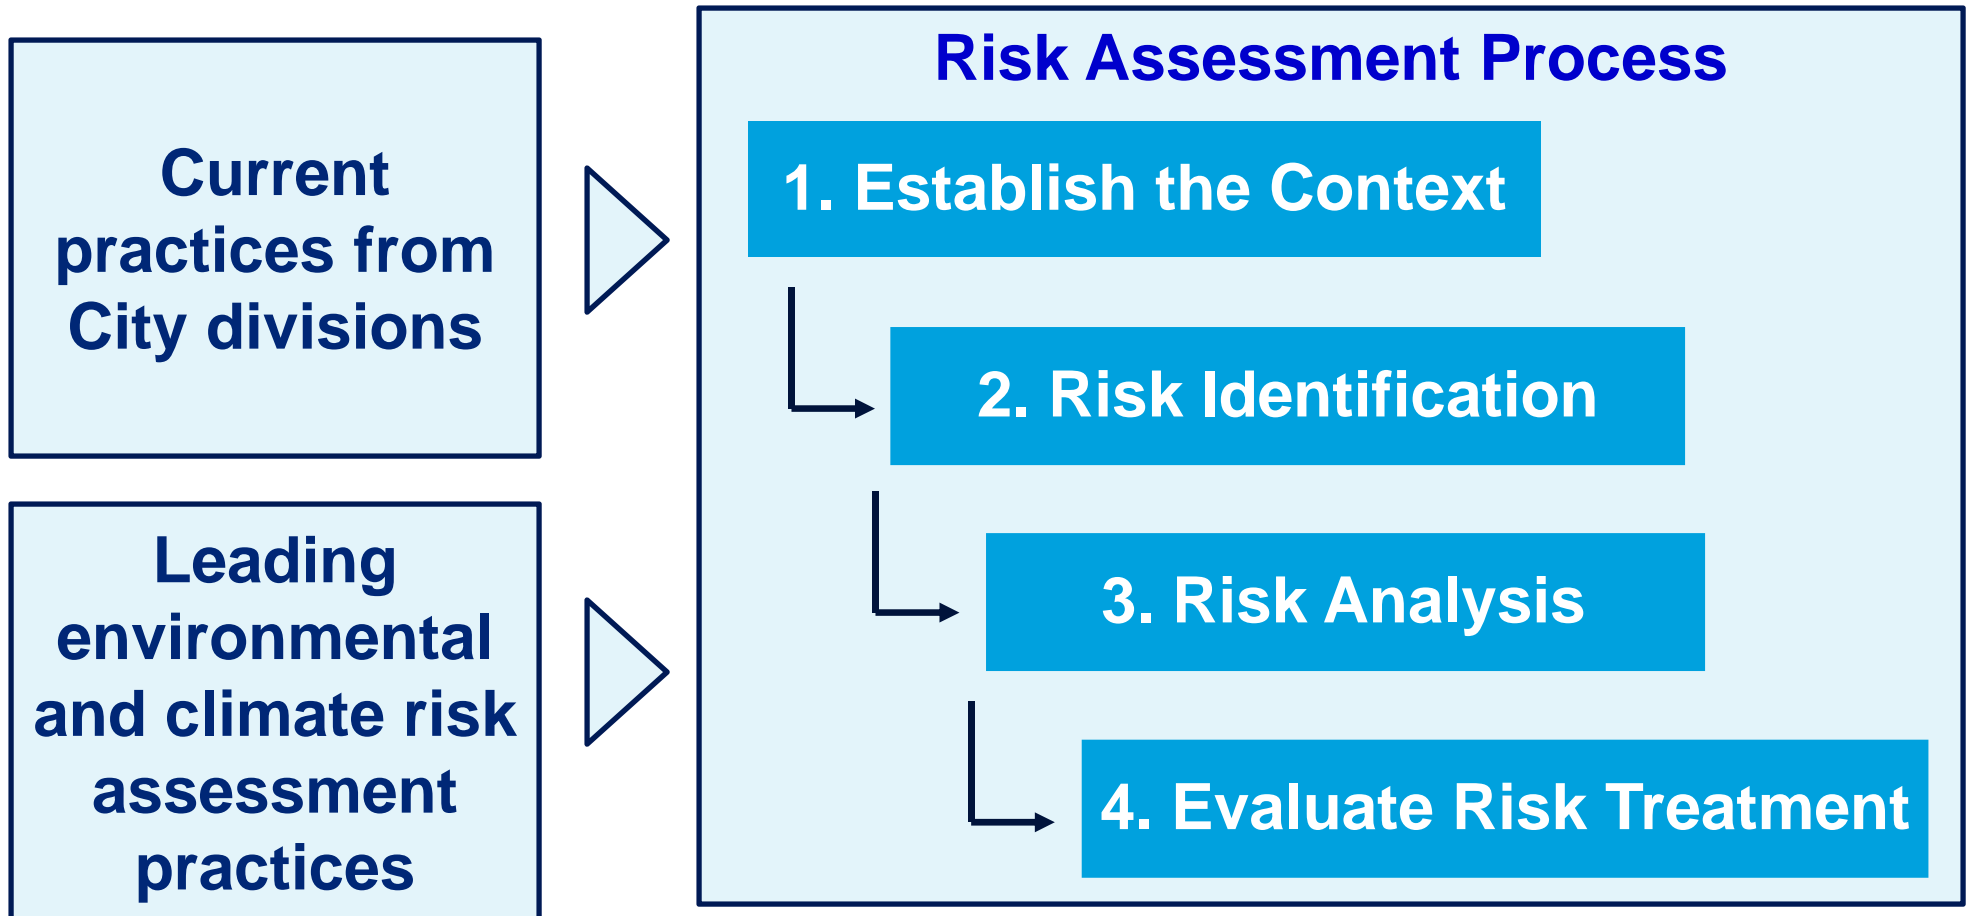 Current
practices from
City divisions
Leading
environmental
and climate risk
assessment
practices
Risk Assessment Process
1. Establish the Context
2. Risk Identification
3. Risk Analysis
4. Evaluate Risk Treatment